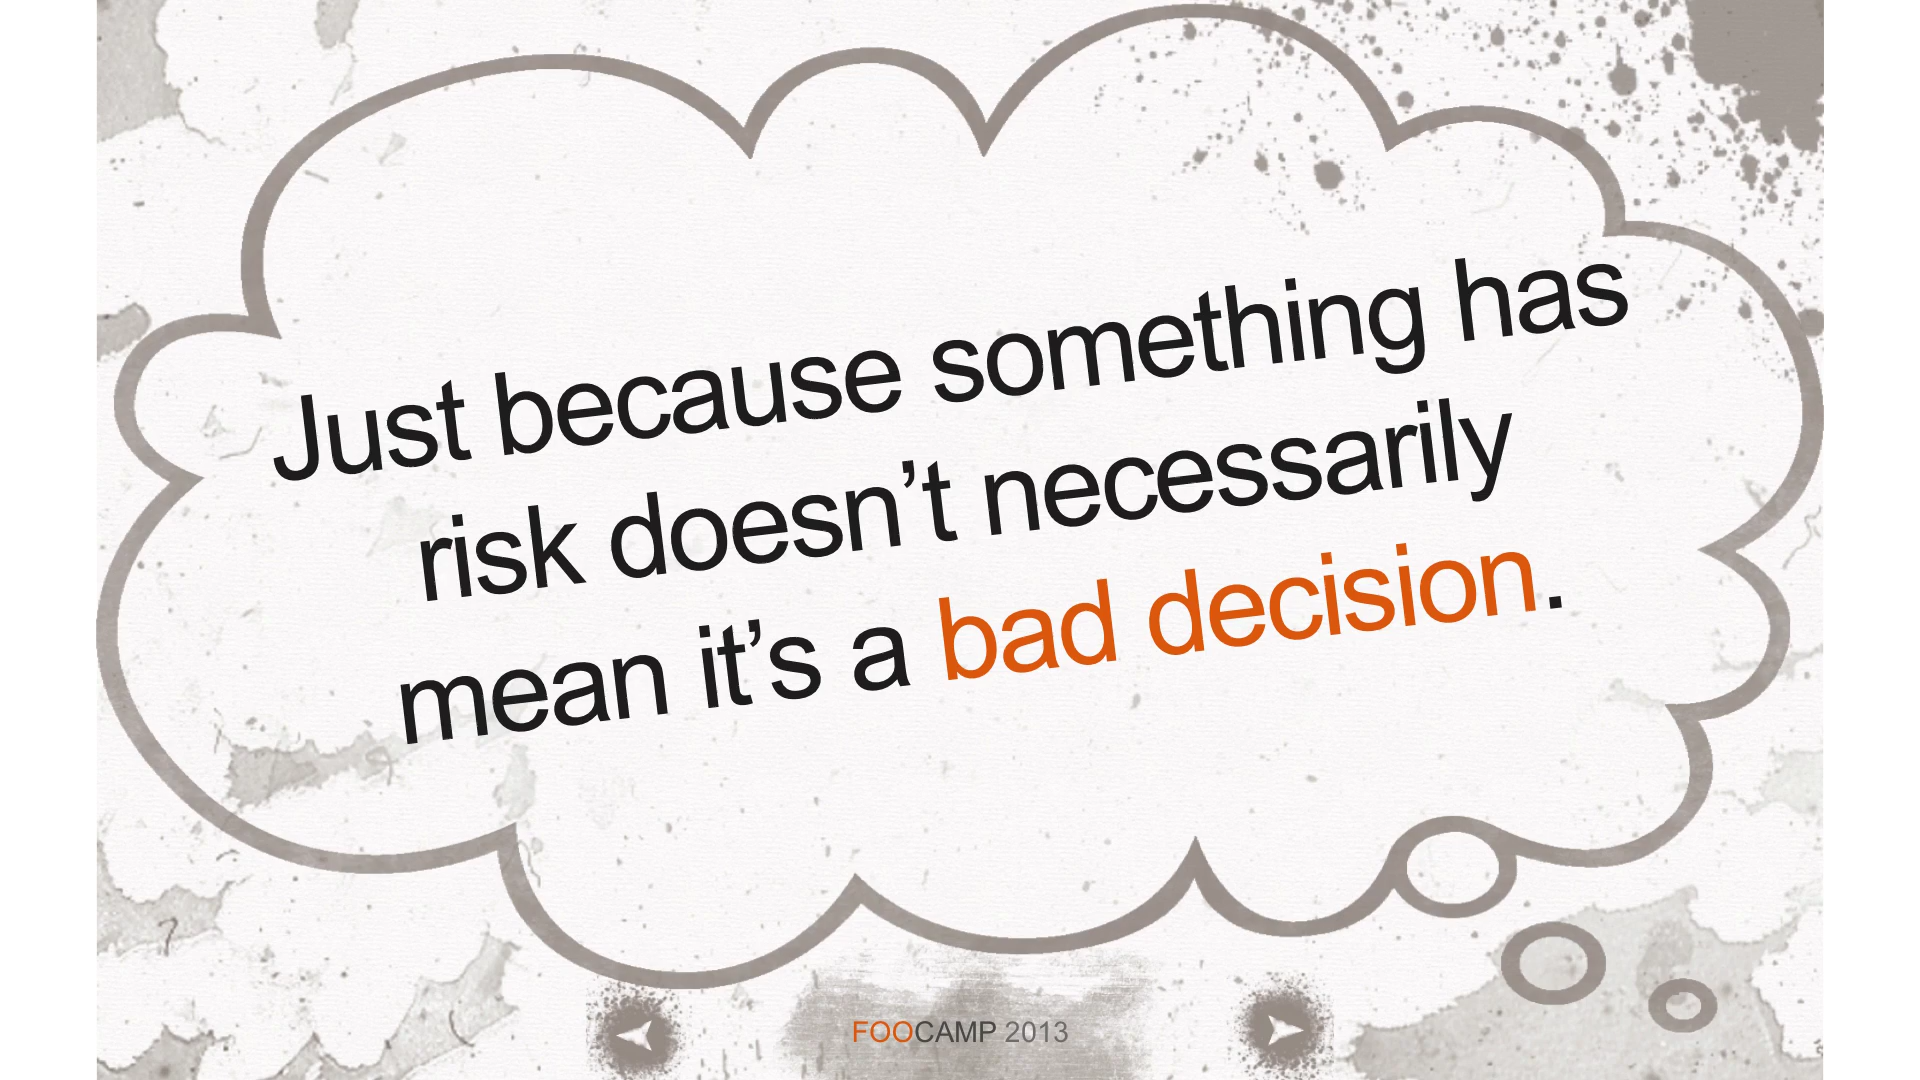 Just because something has
risk doesn’t necessarily
mean it’s a bad decision.
FOOCAMP 2013